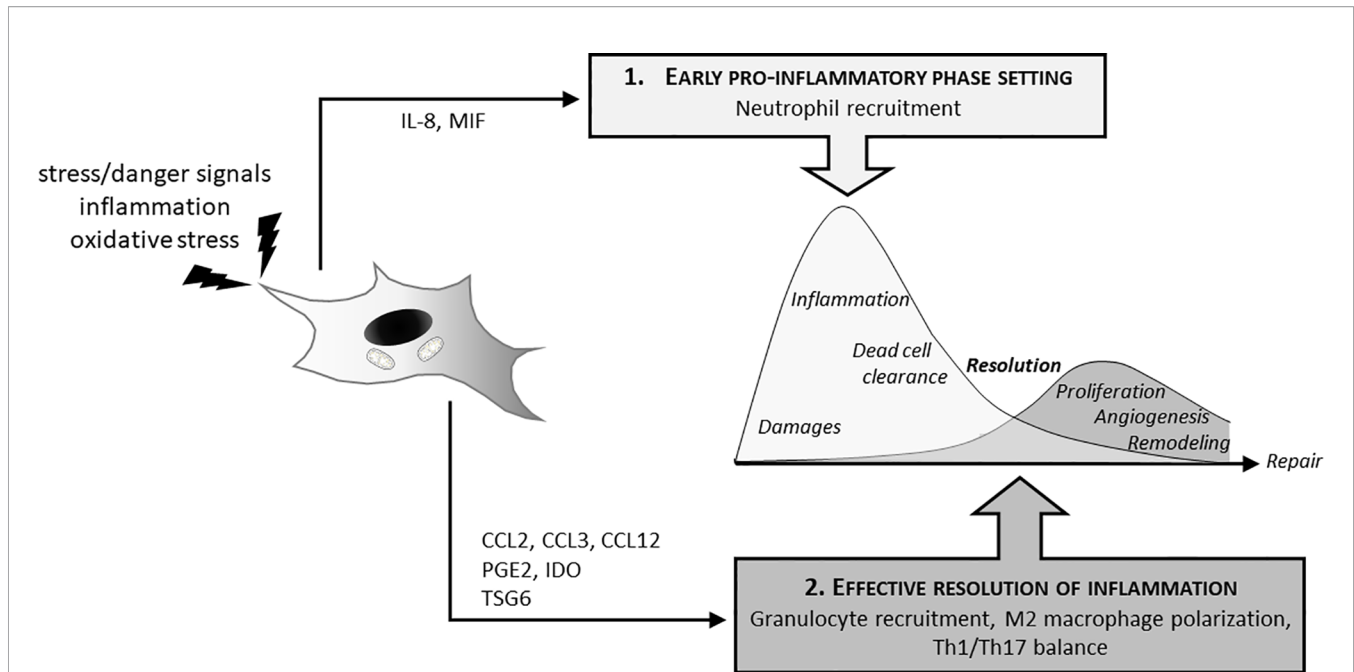 1. EARLY PRO-INFLAMMATORY PHASE SETTING
Neutrophil recruitment
IL-8, MIF
stress/danger signals
inflammation
oxidative stress
Inflammation
Dead cell
clearance
Resolution
Proliferation
Angiogenesis
Remodeling
Damages
Repair
CCL2, CCL3, CCL12
PGE2, IDO
TSG6
2. EFFECTIVE RESOLUTION OF INFLAMMATION
Granulocyte recruitment, M2 macrophage polarization,
Th1/Th17 balance